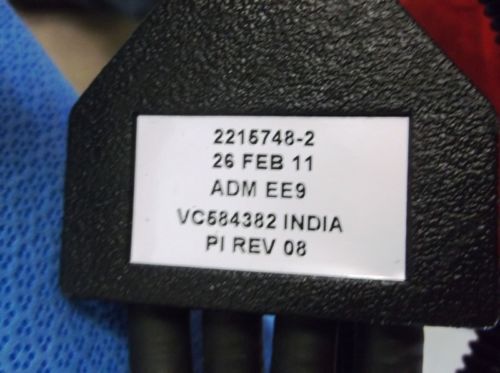 2215748-2
26 FEB 11
ADM EE9
VC584382 INDIA
PI REV 08